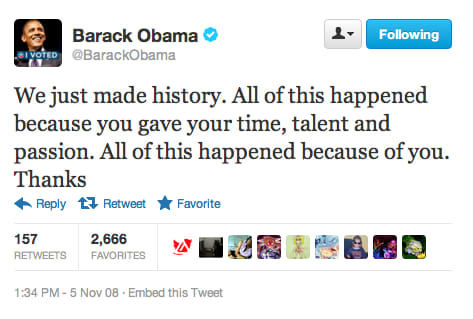 Barack Obama
@BarackObama
Following
I VOTED
We just made history. All of this happened
because you gave your time, talent and
passion. All of this happened because of you.
Thanks
Reply Retweet Favorite
157 2,666
RETWEETS FAVORITES
1:34 PM - 5 Nov 08 · Embed this Tweet